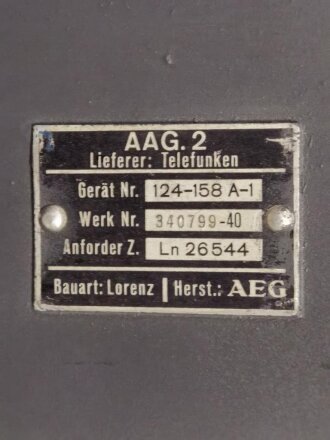 AAG. 2
Lieferer: Telefunken
Gerät Nr. 124-158 A-1
Werk Nr. 340799-40
Anforder Z. Ln 26544
Bauart: Lorenz | Herst.: AEG